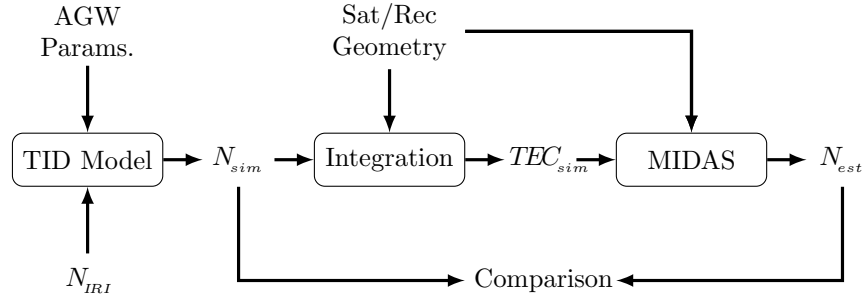 AGW
Params.
Sat/Rec
Geometry
TID Model
N_sim
Integration
TEC_sim
MIDAS
N_est
N_IRI
Comparison